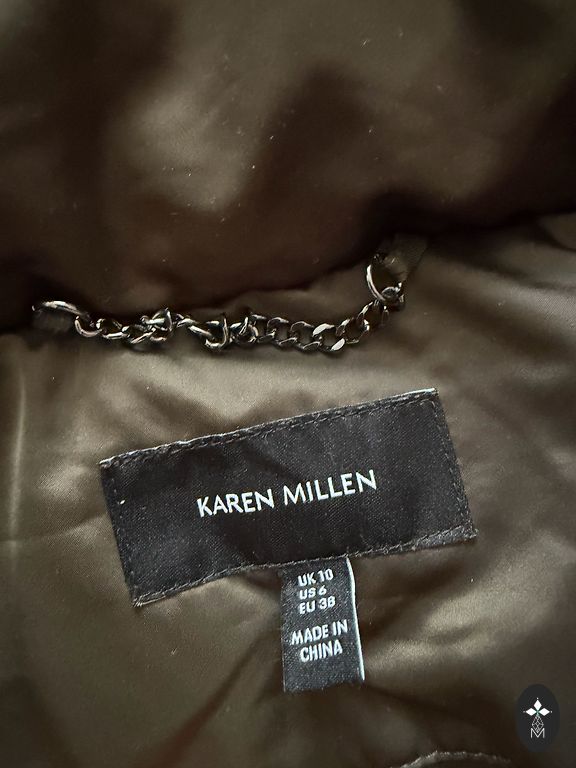 KAREN MILLEN
UK 10
US 6
EU 38
MADE IN
CHINA
M